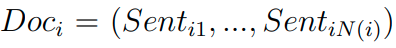 Doc_i = (Sent_{i1}, ..., Sent_{iN(i)})